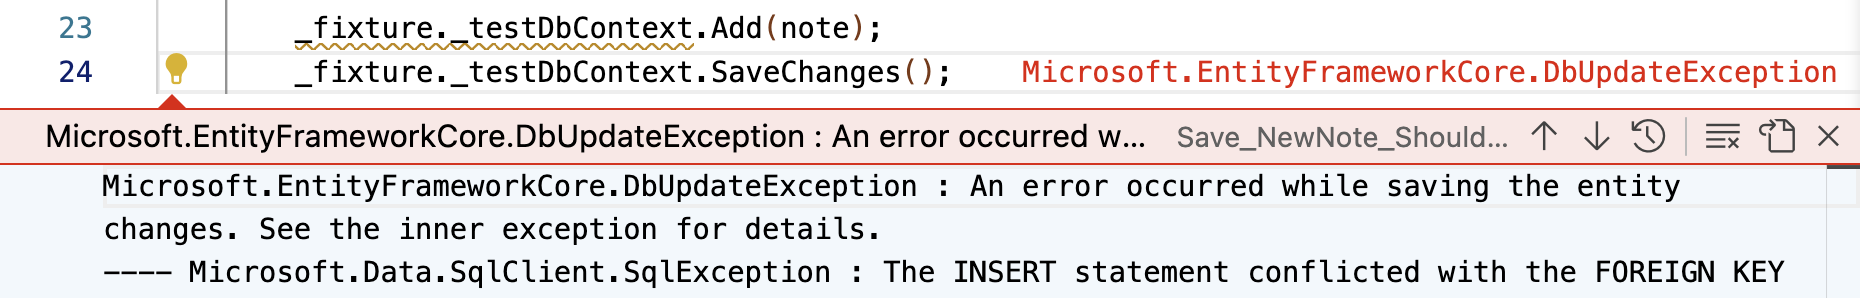 23 _fixture._testDbContext.Add(note);
24 _fixture._testDbContext.SaveChanges(); Microsoft.EntityFrameworkCore.DbUpdateException
Microsoft.EntityFrameworkCore.DbUpdateException : An error occurred w... Save_NewNote_Should...
Microsoft.EntityFrameworkCore.DbUpdateException : An error occurred while saving the entity
changes. See the inner exception for details.
---- Microsoft.Data.SqlClient.SqlException : The INSERT statement conflicted with the FOREIGN KEY